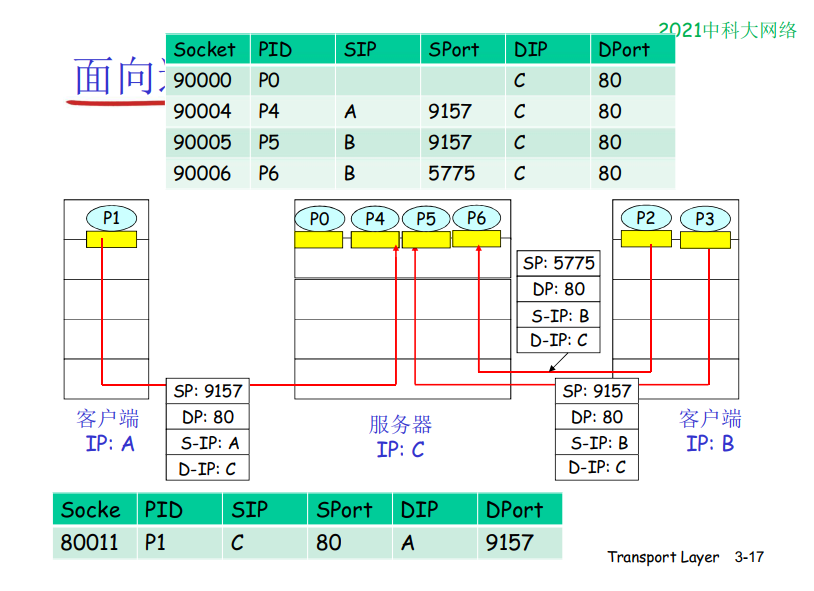 2021中科大网络
面向
Socket PID SIP SPort DIP DPort
90000 P0 C 80
90004 P4 A 9157 C 80
90005 P5 B 9157 C 80
90006 P6 B 5775 C 80
P1 P0 P4 P5 P6 P2 P3
SP: 5775
DP: 80
S-IP: B
D-IP: C
SP: 9157
DP: 80
S-IP: A
D-IP: C
SP: 9157
DP: 80
S-IP: B
D-IP: C
客户端
IP: A
服务器
IP: C
客户端
IP: B
Socke PID SIP SPort DIP DPort
80011 P1 C 80 A 9157
Transport Layer 3-17